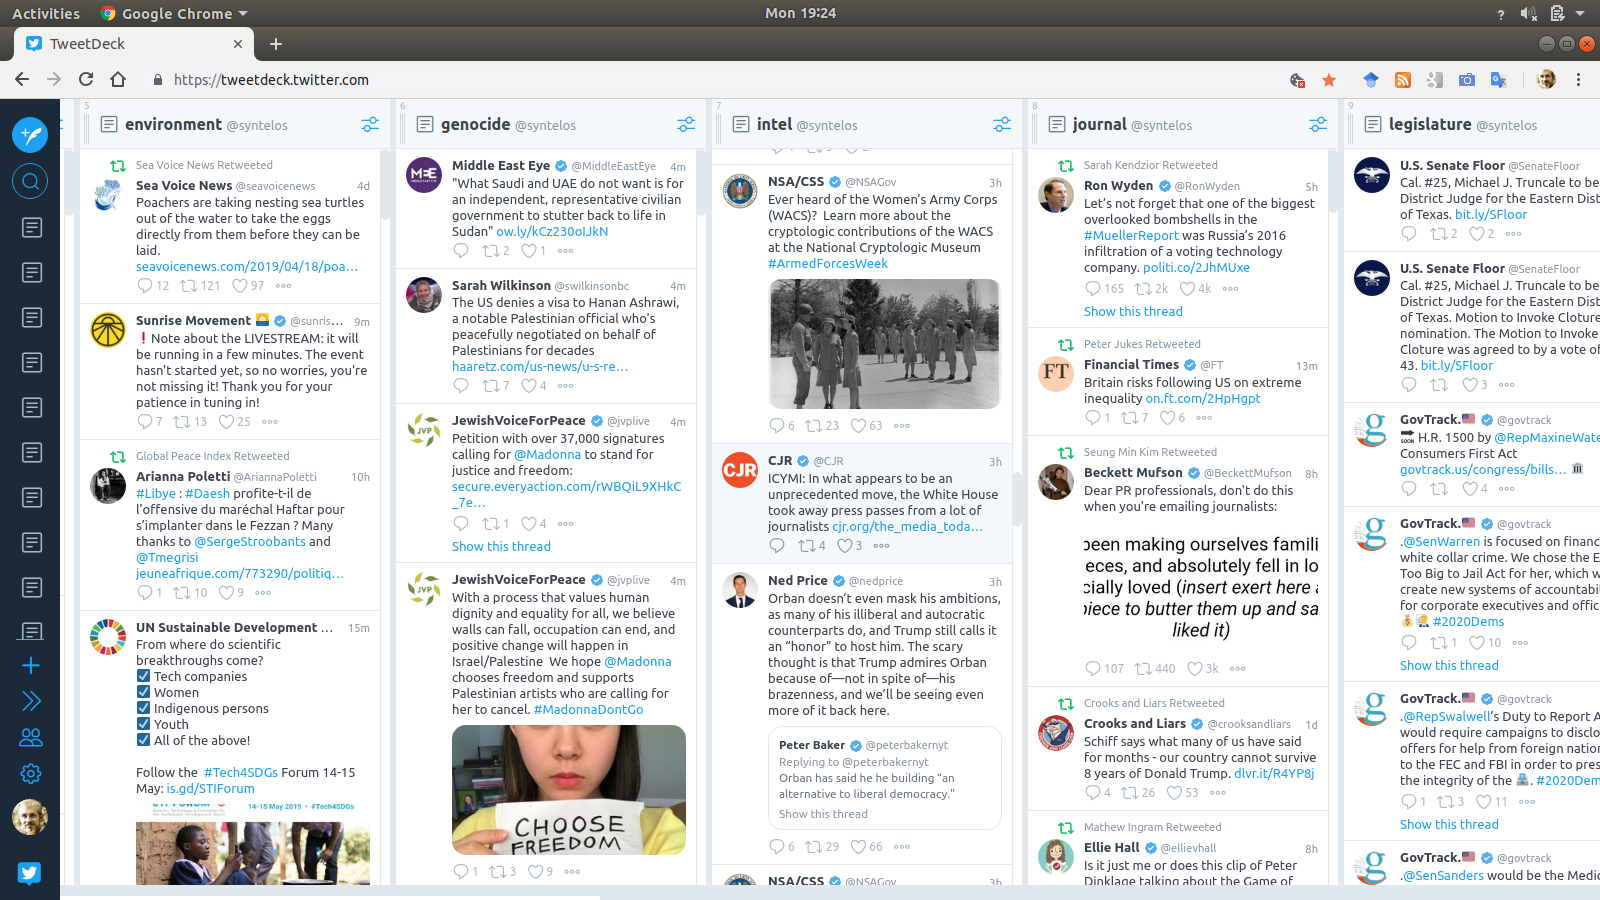 Activities
Google Chrome
Mon 19:24
?
TweetDeck
https://tweetdeck.twitter.com
5
environment @syntelos
Sea Voice News Retweeted
Sea Voice News @seavoicenews 4d
Poachers are taking nesting sea turtles
out of the water to take the eggs
directly from them before they can be
laid.
seavoicenews.com/2019/04/18/poa…
12 121 97
Sunrise Movement @sunris… 9m
❗Note about the LIVESTREAM: it will
be running in a few minutes. The event
hasn't started yet, so no worries, you're
not missing it! Thank you for your
patience in tuning in!
7 13 25
Global Peace Index Retweeted
Arianna Poletti @AriannaPoletti 10h
#Libye : #Daesh profite-t-il de
l'offensive du maréchal Haftar pour
s'implanter dans le Fezzan ? Many
thanks to @SergeStroobants and
@Tmegrisi
jeuneafrique.com/773290/politiq…
1 10 9
UN Sustainable Development … 15m
From where do scientific
breakthroughs come?
☑ Tech companies
☑ Women
☑ Indigenous persons
☑ Youth
☑ All of the above!
Follow the #Tech4SDGs Forum 14-15
May: is.gd/STIForum
STI FORUM
14-15 May 2019 • #Tech4SDGs
6
genocide @syntelos
MEE
Middle East Eye @MiddleEastEye 4m
"What Saudi and UAE do not want is for
an independent, representative civilian
government to stutter back to life in
Sudan" ow.ly/kCz230oIJkN
2 1
Sarah Wilkinson @swilkinsonbc 4m
The US denies a visa to Hanan Ashrawi,
a notable Palestinian official who's
peacefully negotiated on behalf of
Palestinians for decades
haaretz.com/us-news/u-s-re…
7 4
JVP
JewishVoiceForPeace @jvplive 4m
Petition with over 37,000 signatures
calling for @Madonna to stand for
justice and freedom:
secure.everyaction.com/rWBQiL9XHkC
_7e…
1 4
Show this thread
JVP
JewishVoiceForPeace @jvplive 4m
With a process that values human
dignity and equality for all, we believe
walls can fall, occupation can end, and
positive change will happen in
Israel/Palestine We hope @Madonna
chooses freedom and supports
Palestinian artists who are calling for
her to cancel. #MadonnaDontGo
CHOOSE
FREEDOM
1 3 9
7
intel @syntelos
NSA/CSS @NSAGov 3h
Ever heard of the Women's Army Corps
(WACS)? Learn more about the
cryptologic contributions of the WACS
at the National Cryptologic Museum
#ArmedForcesWeek
6 23 63
CJR
CJR @CJR 3h
ICYMI: In what appears to be an
unprecedented move, the White House
took away press passes from a lot of
journalists cjr.org/the_media_toda…
4 3
Ned Price @nedprice 3h
Orban doesn't even mask his ambitions,
as many of his illiberal and autocratic
counterparts do, and Trump still calls it
an "honor" to host him. The scary
thought is that Trump admires Orban
because of—not in spite of—his
brazenness, and we'll be seeing even
more of it back here.
Peter Baker @peterbakernyt
Replying to @peterbakernyt
Orban has said he he building "an
alternative to liberal democracy."
Show this thread
6 29 66
NSA/CSS @NSAGov 3h
8
journal @syntelos
Sarah Kendzior Retweeted
Ron Wyden @RonWyden 5h
Let's not forget that one of the biggest
overlooked bombshells in the
#MuellerReport was Russia's 2016
infiltration of a voting technology
company. politi.co/2JhMUxe
165 2k 4k
Show this thread
Peter Jukes Retweeted
FT
Financial Times @FT 13m
Britain risks following US on extreme
inequality on.ft.com/2HpHgpt
1 7 6
Seung Min Kim Retweeted
Beckett Mufson @BeckettMufson 8h
Dear PR professionals, don't do this
when you're emailing journalists:
been making ourselves famili
eces, and absolutely fell in lo
cially loved (insert exert here a
piece to butter them up and sa
liked it)
107 440 3k
Crooks and Liars Retweeted
Crooks and Liars @crooksandliars 1d
Schiff says what many of us have said
for months - our country cannot survive
8 years of Donald Trump. dlvr.it/R4YP8j
4 26 53
Mathew Ingram Retweeted
Ellie Hall @ellievhall 8h
Is it just me or does this clip of Peter
Dinklage talking about the Game of
9
legislature @syntelos
U.S. Senate Floor @SenateFloor
Cal. #25, Michael J. Truncale to be
District Judge for the Eastern Dist
of Texas. bit.ly/SFloor
2 2
U.S. Senate Floor @SenateFloor
Cal. #25, Michael J. Truncale to be
District Judge for the Eastern Dist
of Texas. Motion to Invoke Cloture
nomination. The Motion to Invoke
Cloture was agreed to by a vote of
43. bit.ly/SFloor
3
GovTrack.🇺🇸 @govtrack
🔜 H.R. 1500 by @RepMaxineWate
Consumers First Act
govtrack.us/congress/bills… 🏛
4
GovTrack.🇺🇸 @govtrack
.@SenWarren is focused on financ
white collar crime. We chose the E
Too Big to Jail Act for her, which w
create new systems of accountabil
for corporate executives and offic
#2020Dems
1 10
Show this thread
GovTrack.🇺🇸 @govtrack
.@RepSwalwell's Duty to Report A
would require campaigns to disclo
offers for help from foreign nation
to the FEC and FBI in order to pres
the integrity of the 🗳. #2020Dem
1 3 11
Show this thread
GovTrack.🇺🇸 @govtrack
.@SenSanders would be the Medic